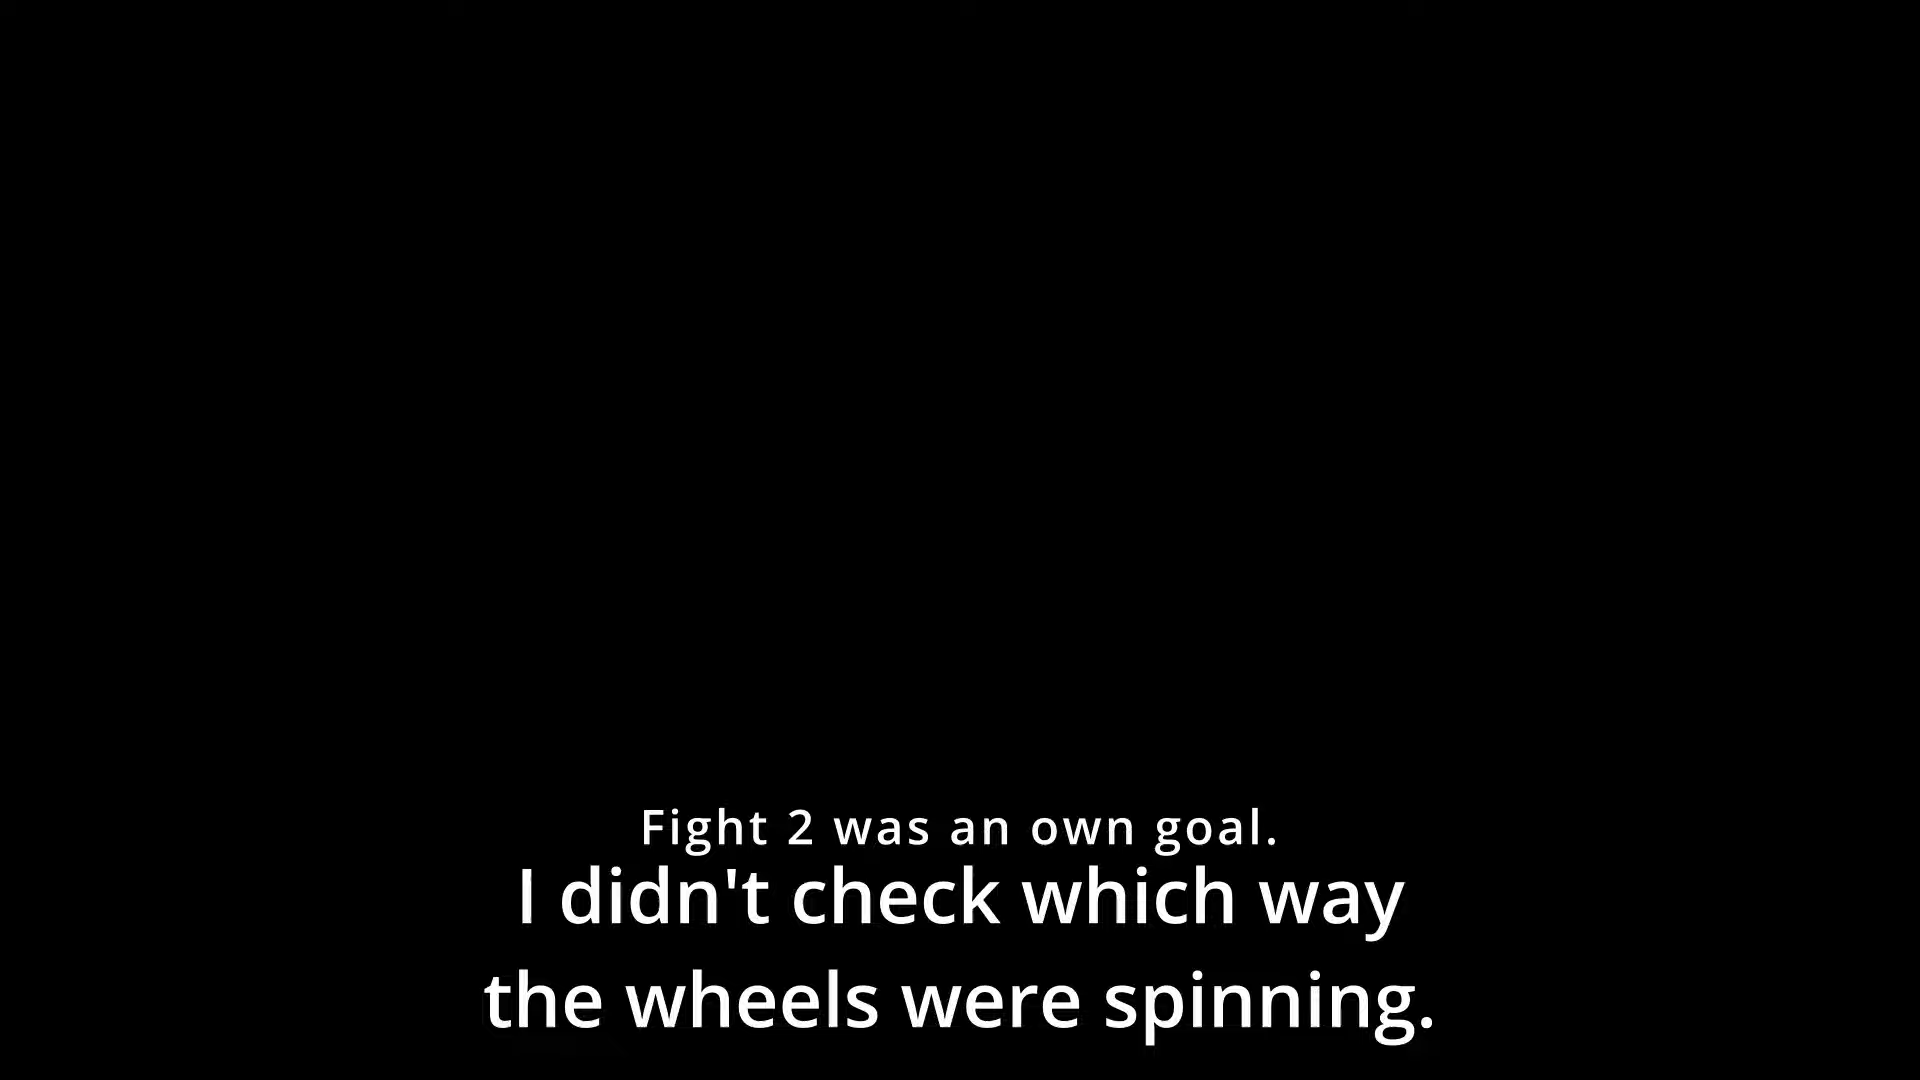 Fight 2 was an own goal.
I didn't check which way
the wheels were spinning.